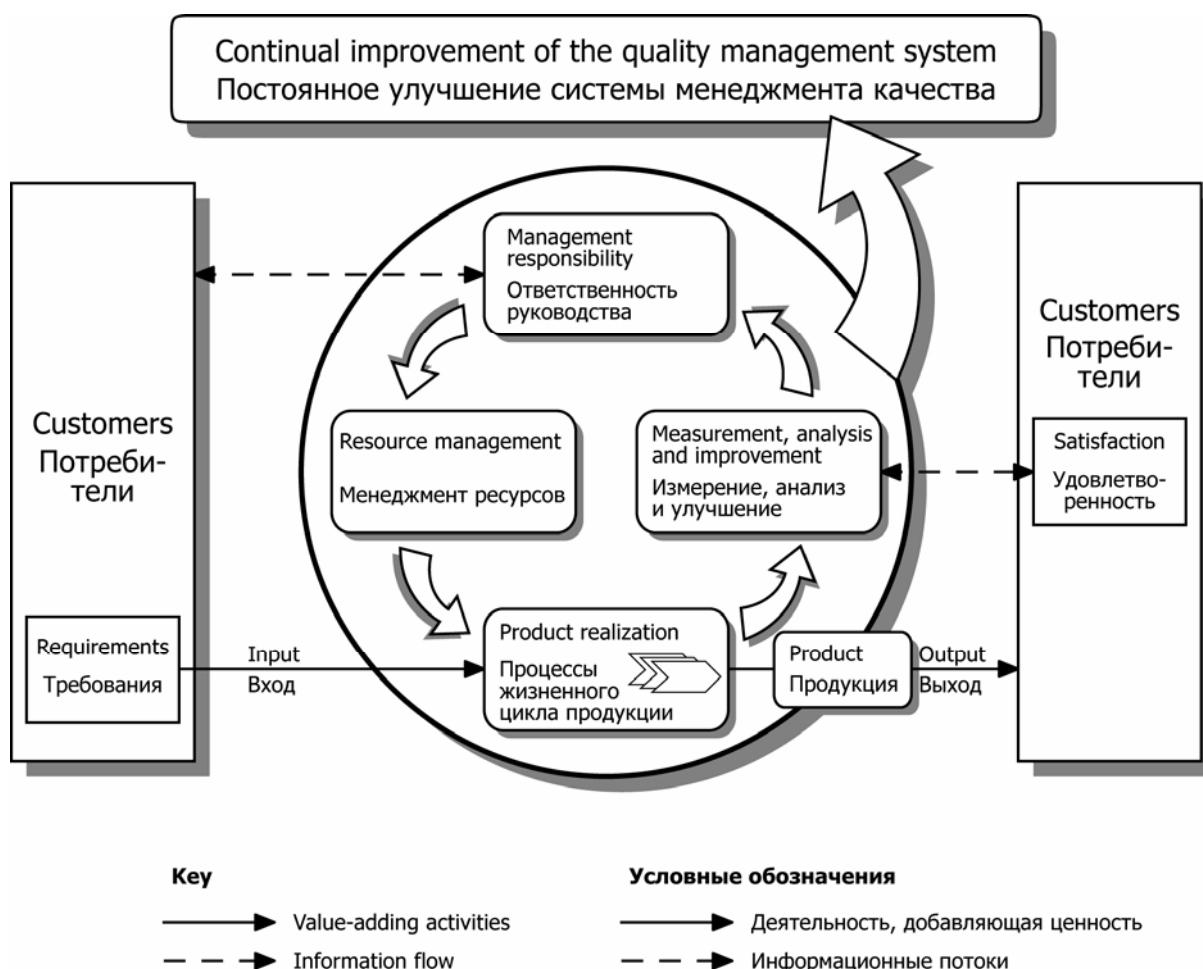 Continual improvement of the quality management system
Постоянное улучшение системы менеджмента качества
Management
responsibility
Ответственность
руководства
Customers
Потреби-
тели
Customers
Потреби-
тели
Resource management
Менеджмент ресурсов
Measurement, analysis
and improvement
Измерение, анализ
и улучшение
Satisfaction
Удовлетво-
ренность
Requirements
Требования
Input
Вход
Product realization
Процессы
жизненного
цикла продукции
Product
Продукция
Output
Выход
Key
Value-adding activities
Information flow
Условные обозначения
Деятельность, добавляющая ценность
Информационные потоки